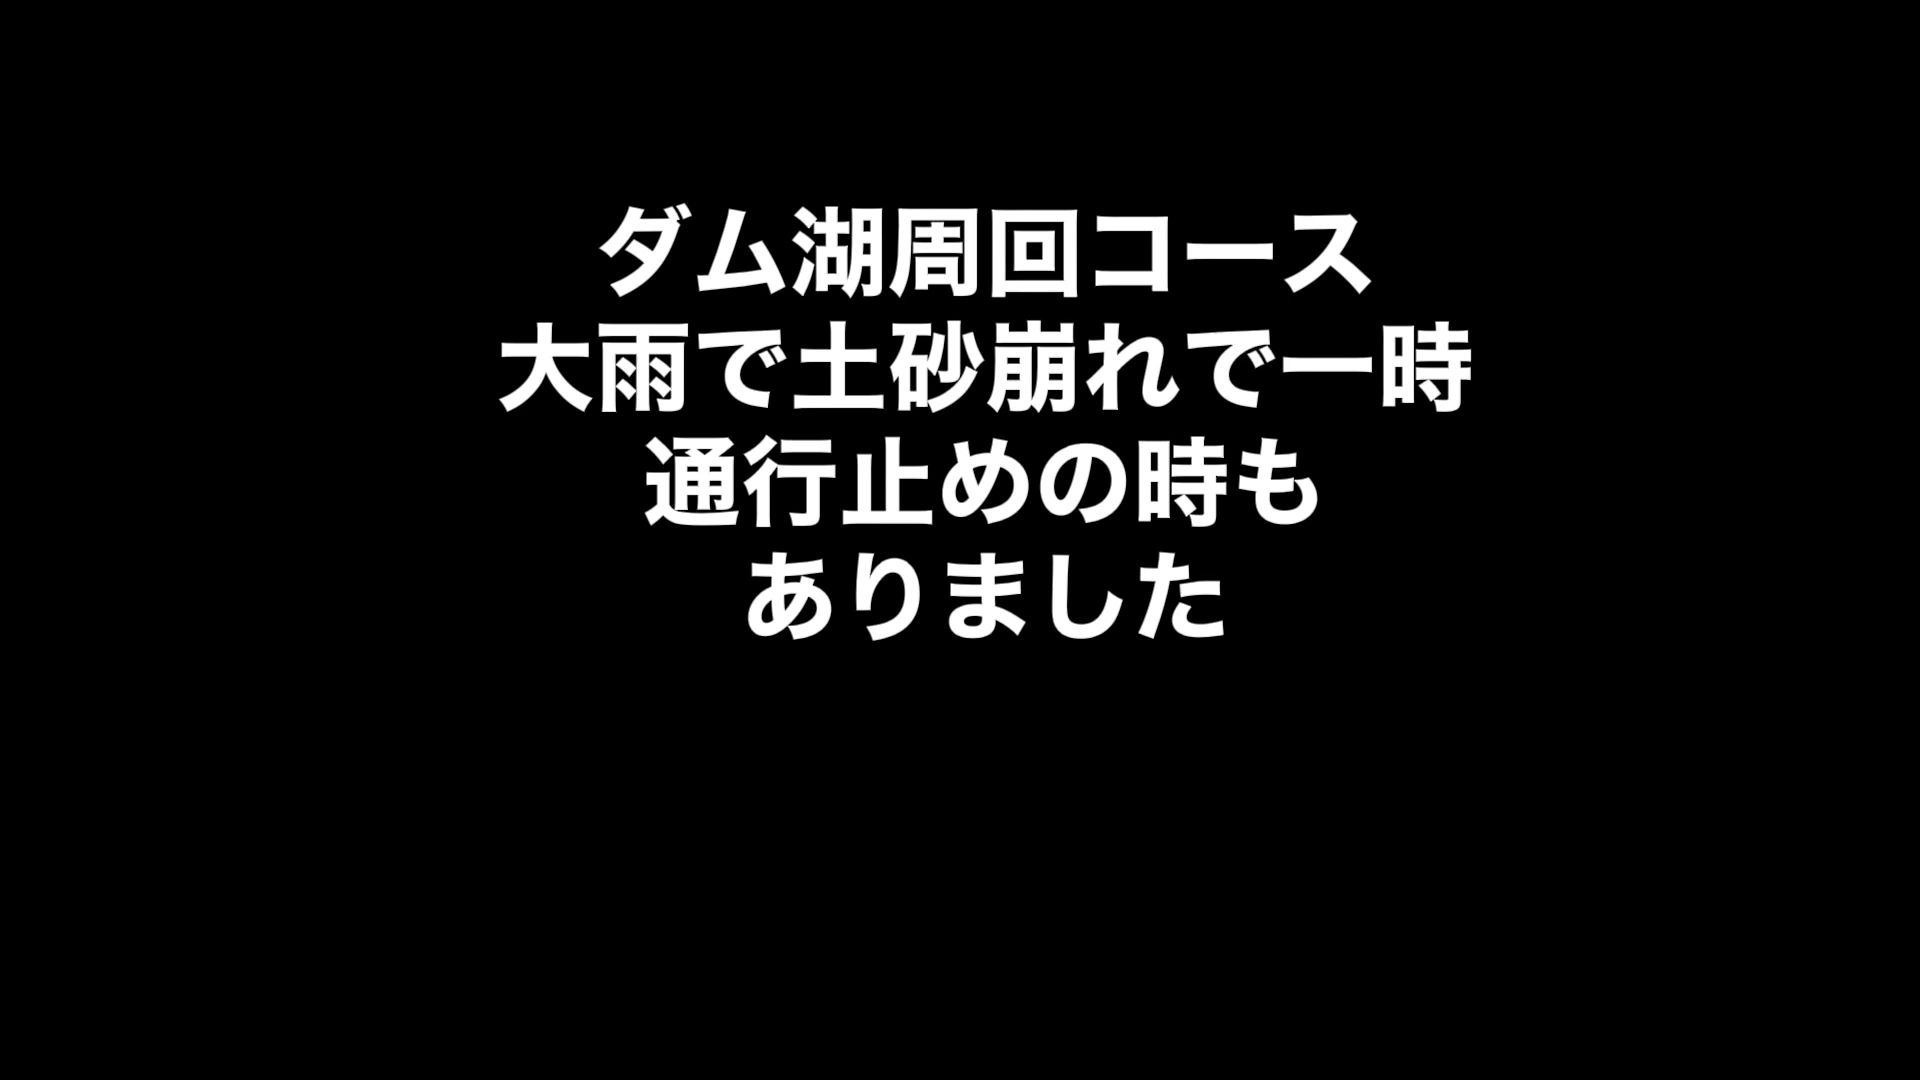 ダム湖周回コース
大雨で土砂崩れで一時
通行止めの時も
ありました